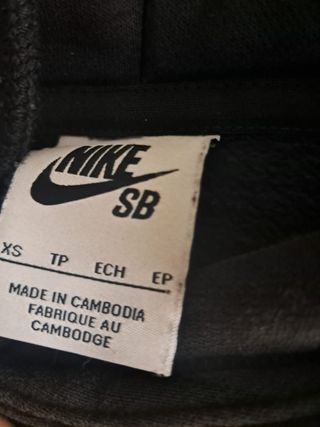 NIKE
SB
XS TP ECH EP
MADE IN CAMBODIA
FABRIQUE AU
CAMBODGE